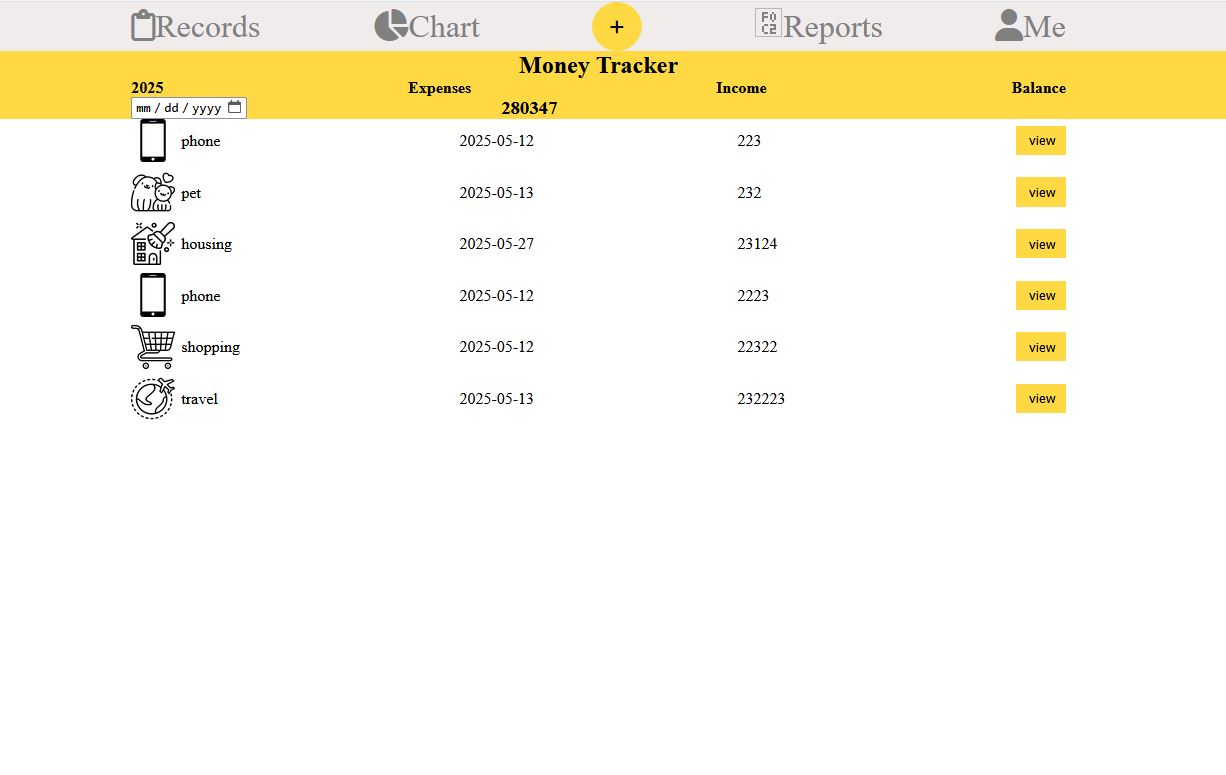 Records Chart + F0C2 Reports Me
Money Tracker
2025 Expenses Income Balance
mm / dd / yyyy 280347
phone 2025-05-12 223 view
pet 2025-05-13 232 view
housing 2025-05-27 23124 view
phone 2025-05-12 2223 view
shopping 2025-05-12 22322 view
travel 2025-05-13 232223 view